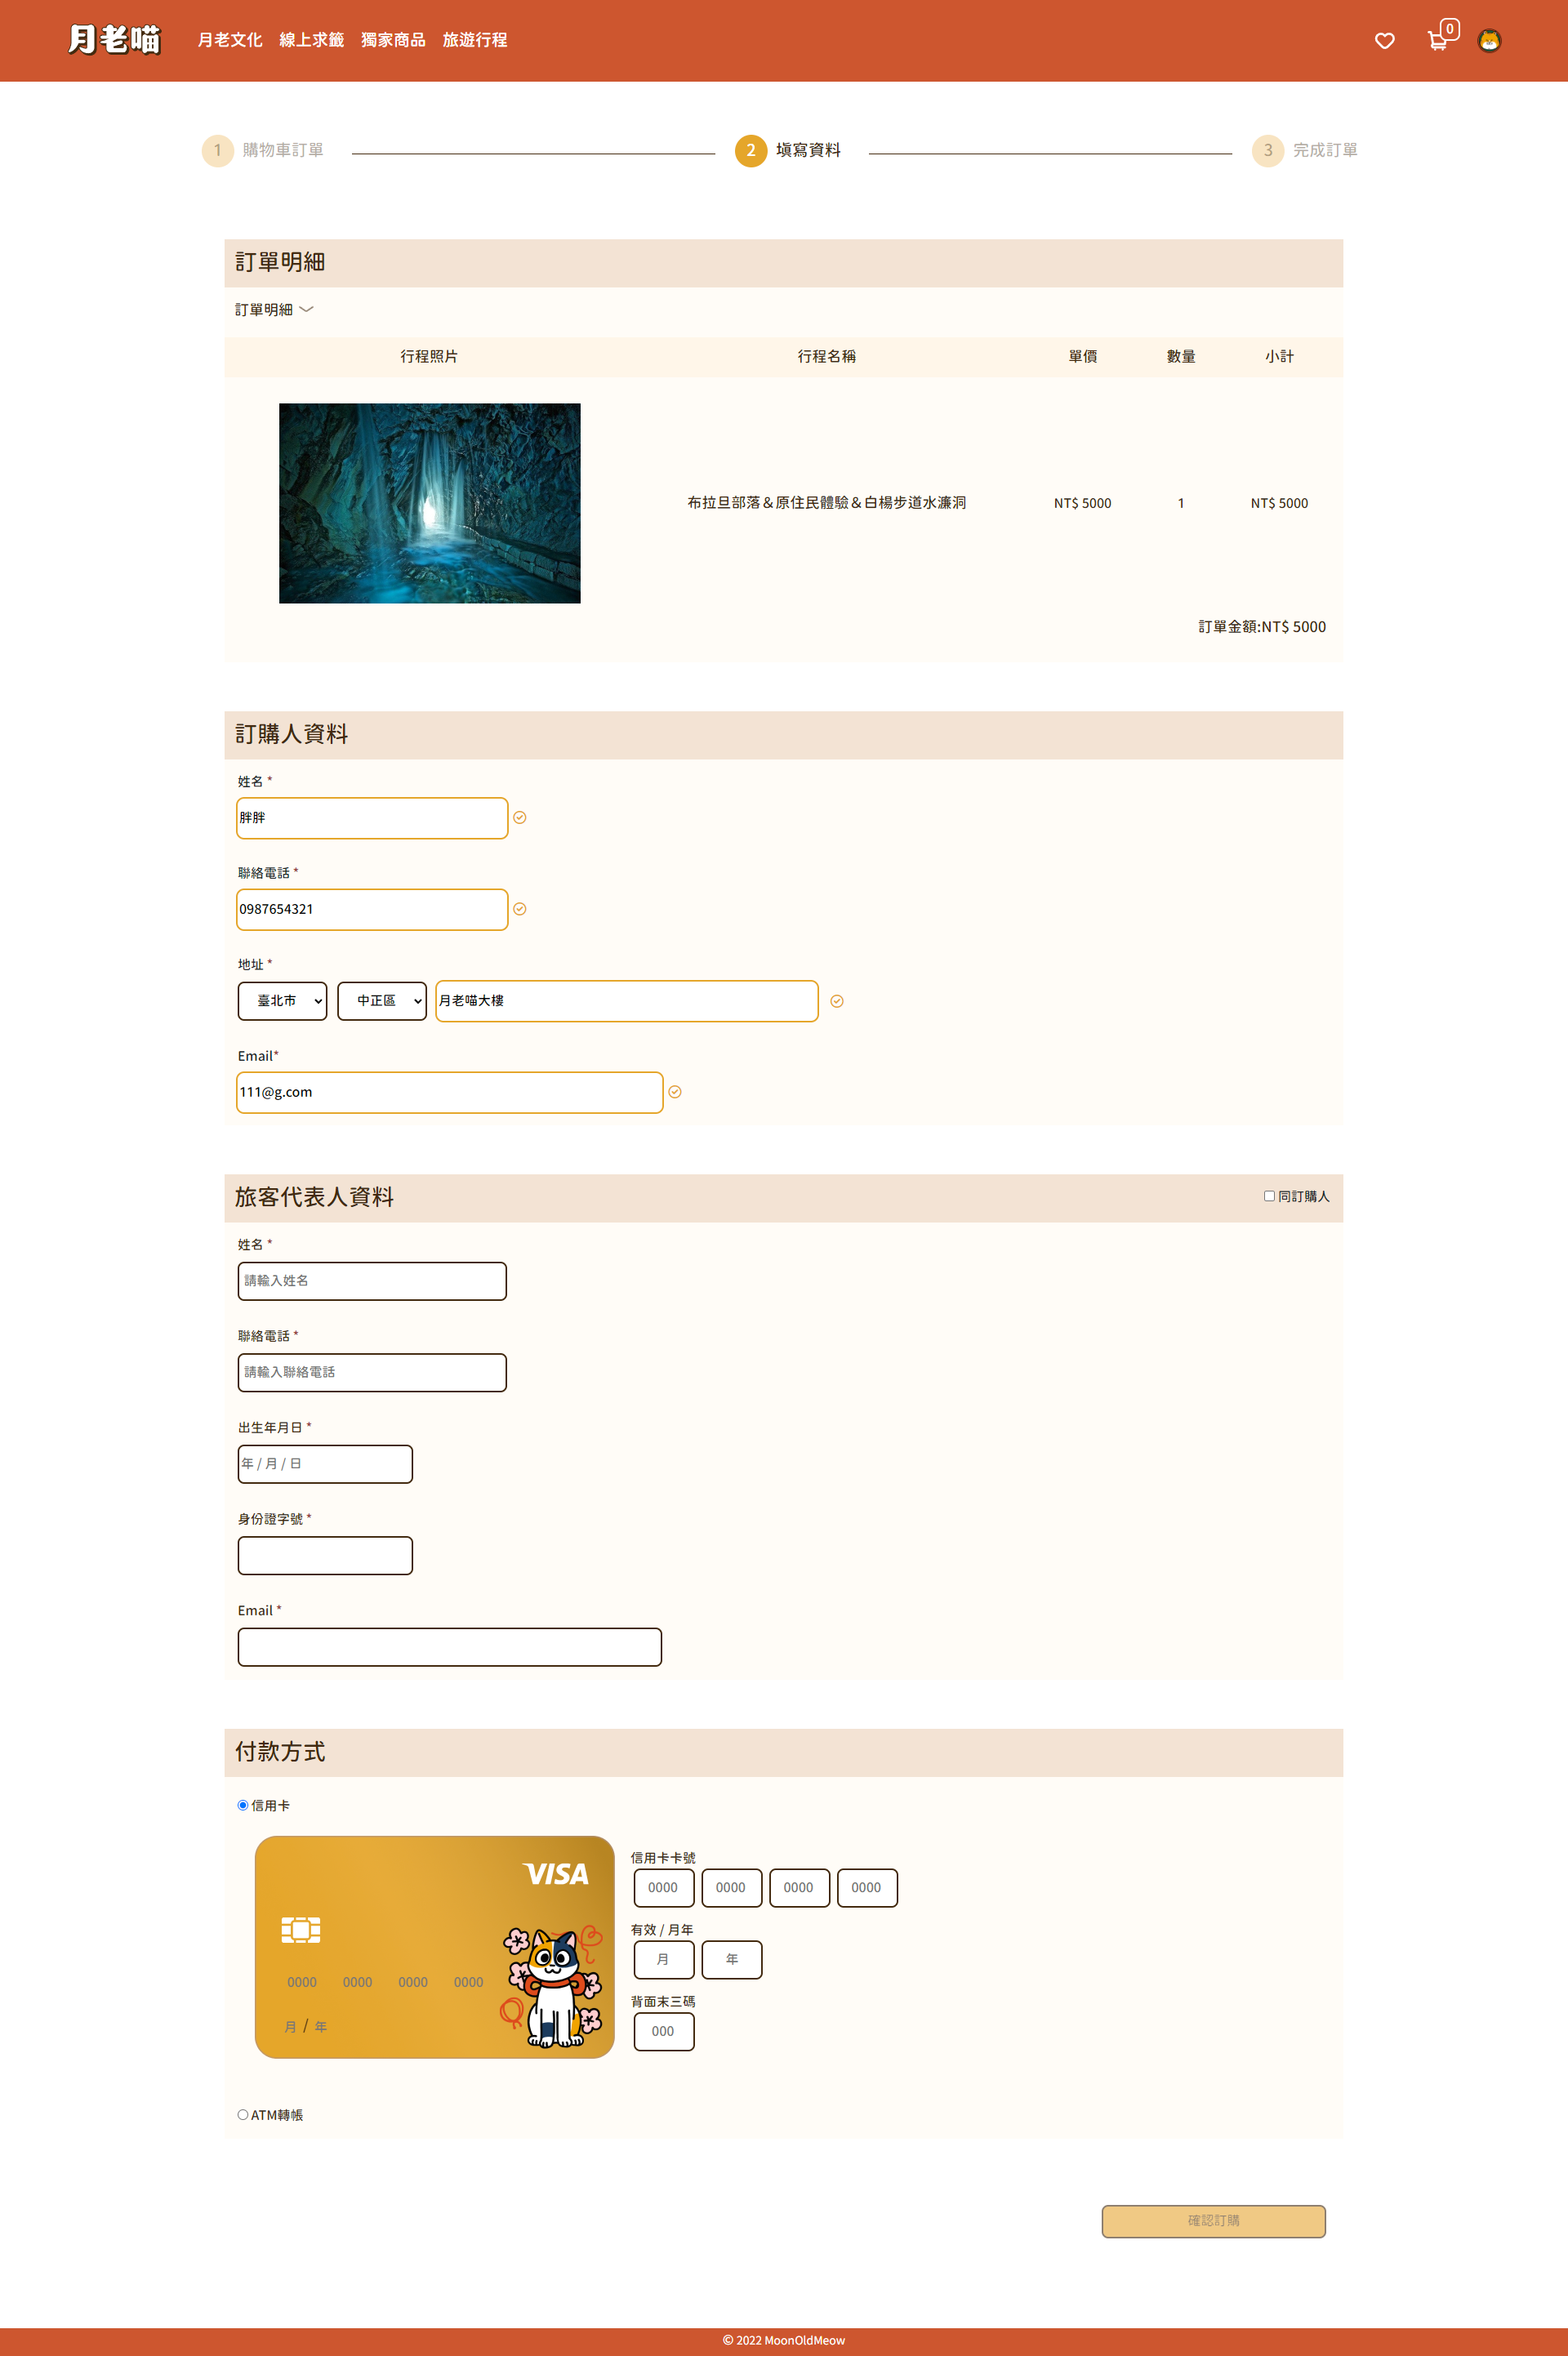 月老喵 月老文化 線上求籤 獨家商品 旅遊行程 0
1 購物車訂單 2 填寫資料 3 完成訂單
訂單明細
訂單明細
行程照片 行程名稱 單價 數量 小計
布拉旦部落&原住民體驗&白楊步道水濂洞 NT$ 5000 1 NT$ 5000
訂單金額:NT$ 5000
訂購人資料
姓名 *
胖胖
聯絡電話 *
0987654321
地址 *
臺北市 中正區 月老喵大樓
Email*
111@g.com
旅客代表人資料 同訂購人
姓名 *
請輸入姓名
聯絡電話 *
請輸入聯絡電話
出生年月日 *
年 / 月 / 日
身份證字號 *
Email *
付款方式
信用卡
VISA
0000 0000 0000 0000
月 / 年
信用卡卡號
0000 0000 0000 0000
有效 / 月年
月 年
背面末三碼
000
ATM轉帳
確認訂購
© 2022 MoonOldMeow